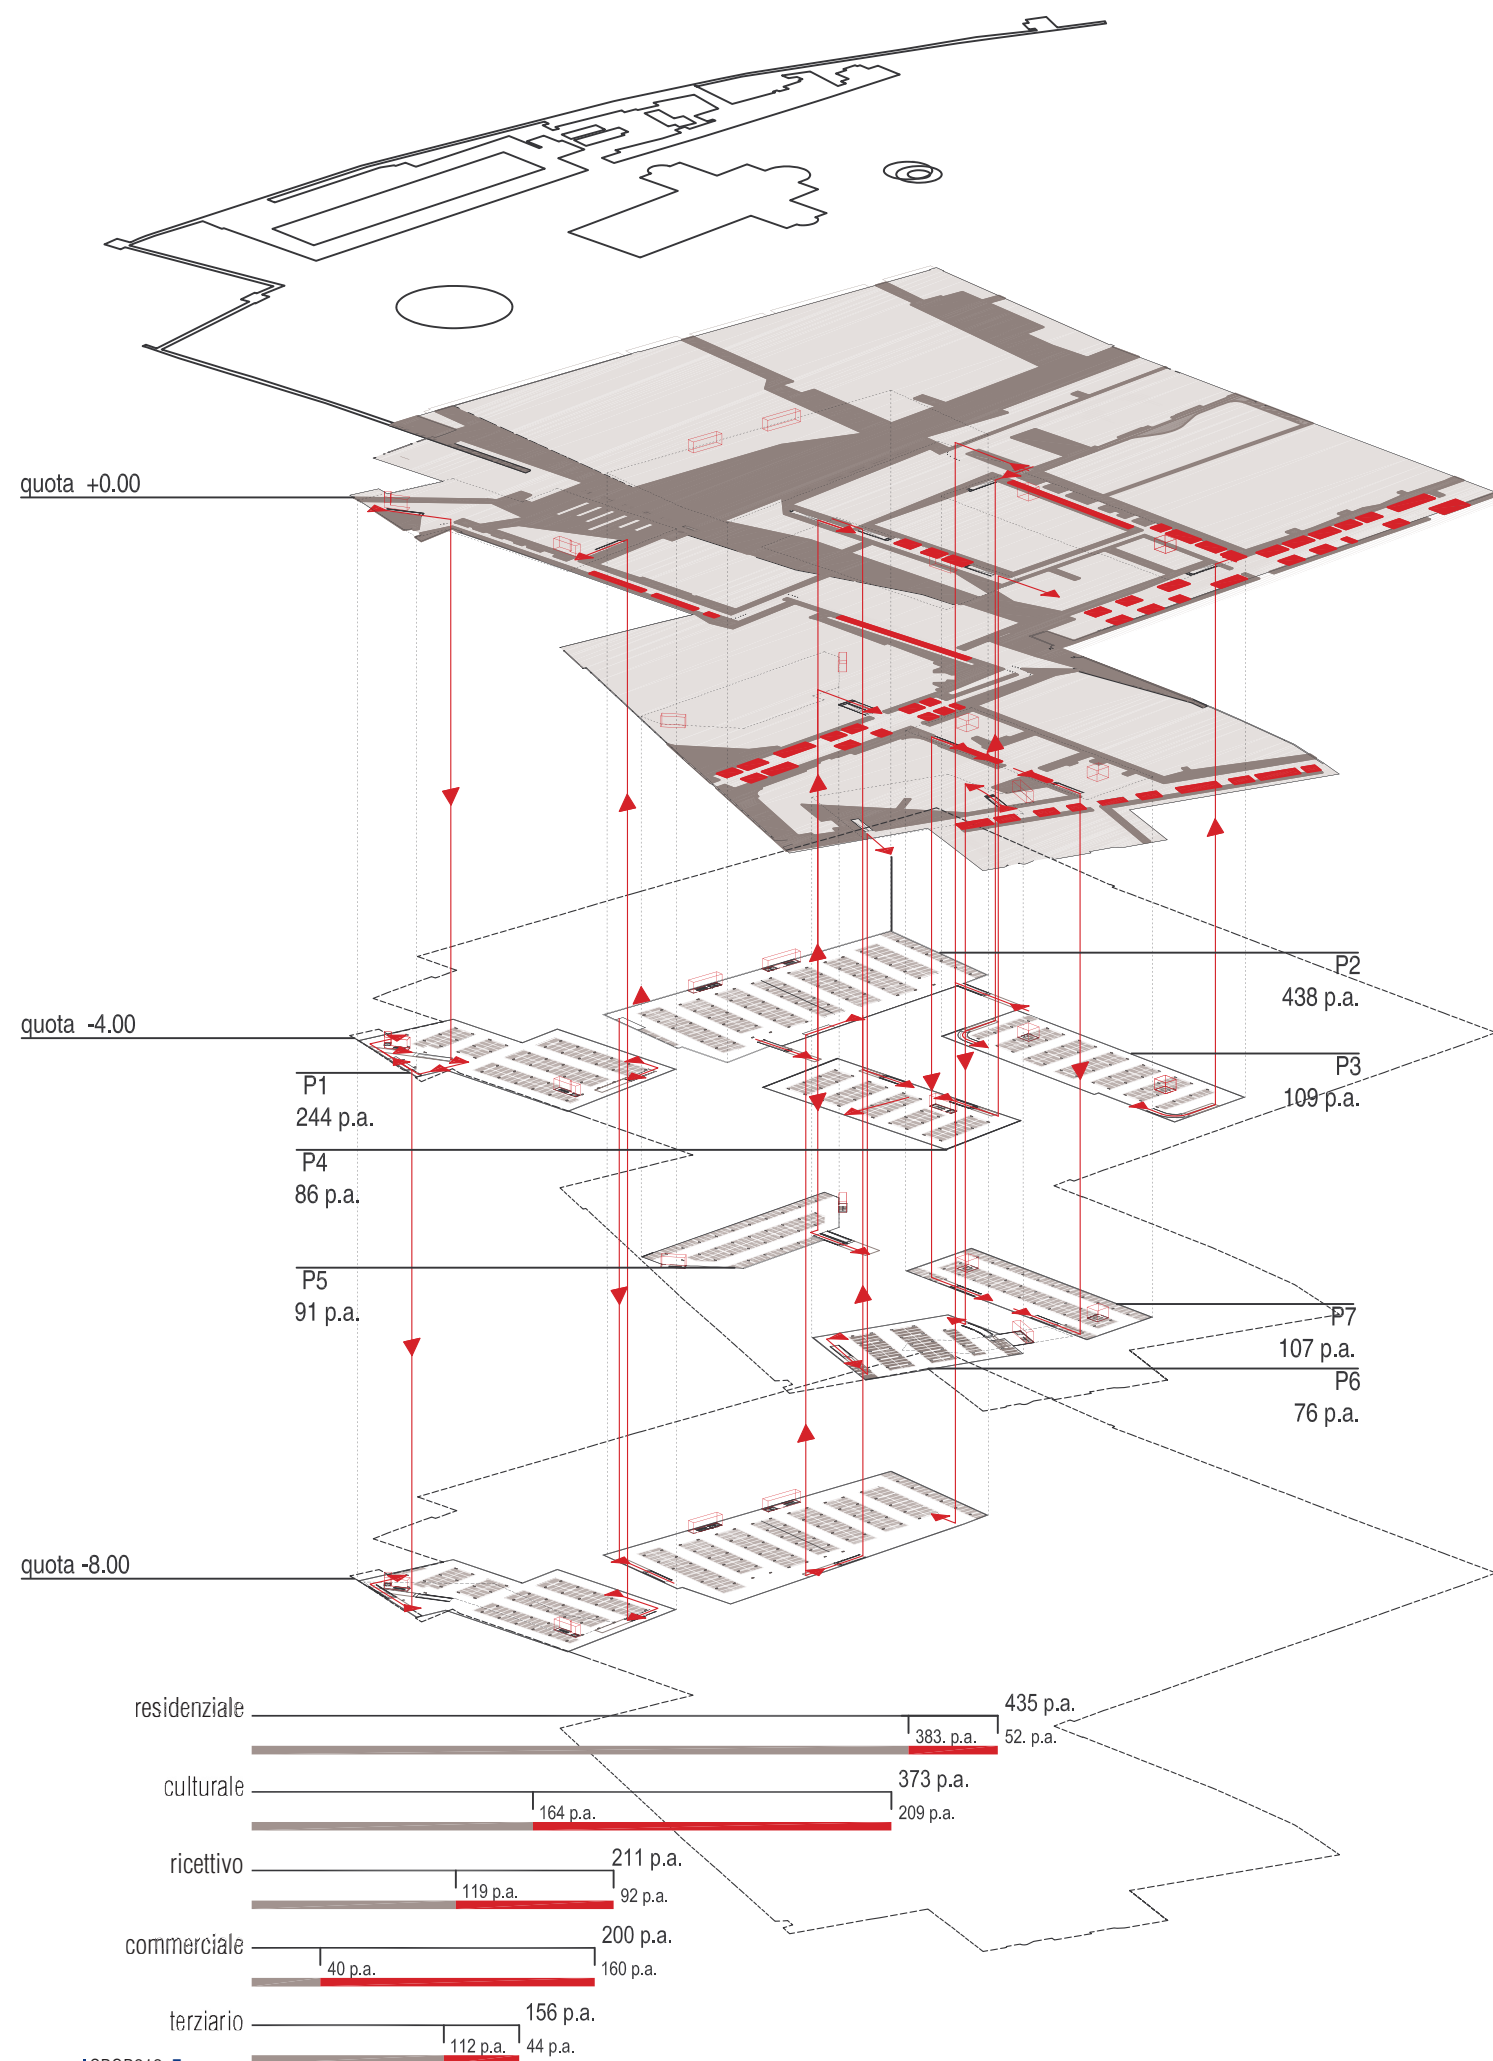 quota +0.00
P2
438 p.a.
quota -4.00
P3
109 p.a.
P1
244 p.a.
P4
86 p.a.
P5
91 p.a.
P7
107 p.a.
P6
76 p.a.
quota -8.00
residenziale
435 p.a.
383. p.a.
52. p.a.
culturale
373 p.a.
164 p.a.
209 p.a.
ricettivo
211 p.a.
119 p.a.
92 p.a.
commerciale
200 p.a.
40 p.a.
160 p.a.
terziario
156 p.a.
112 p.a.
44 p.a.